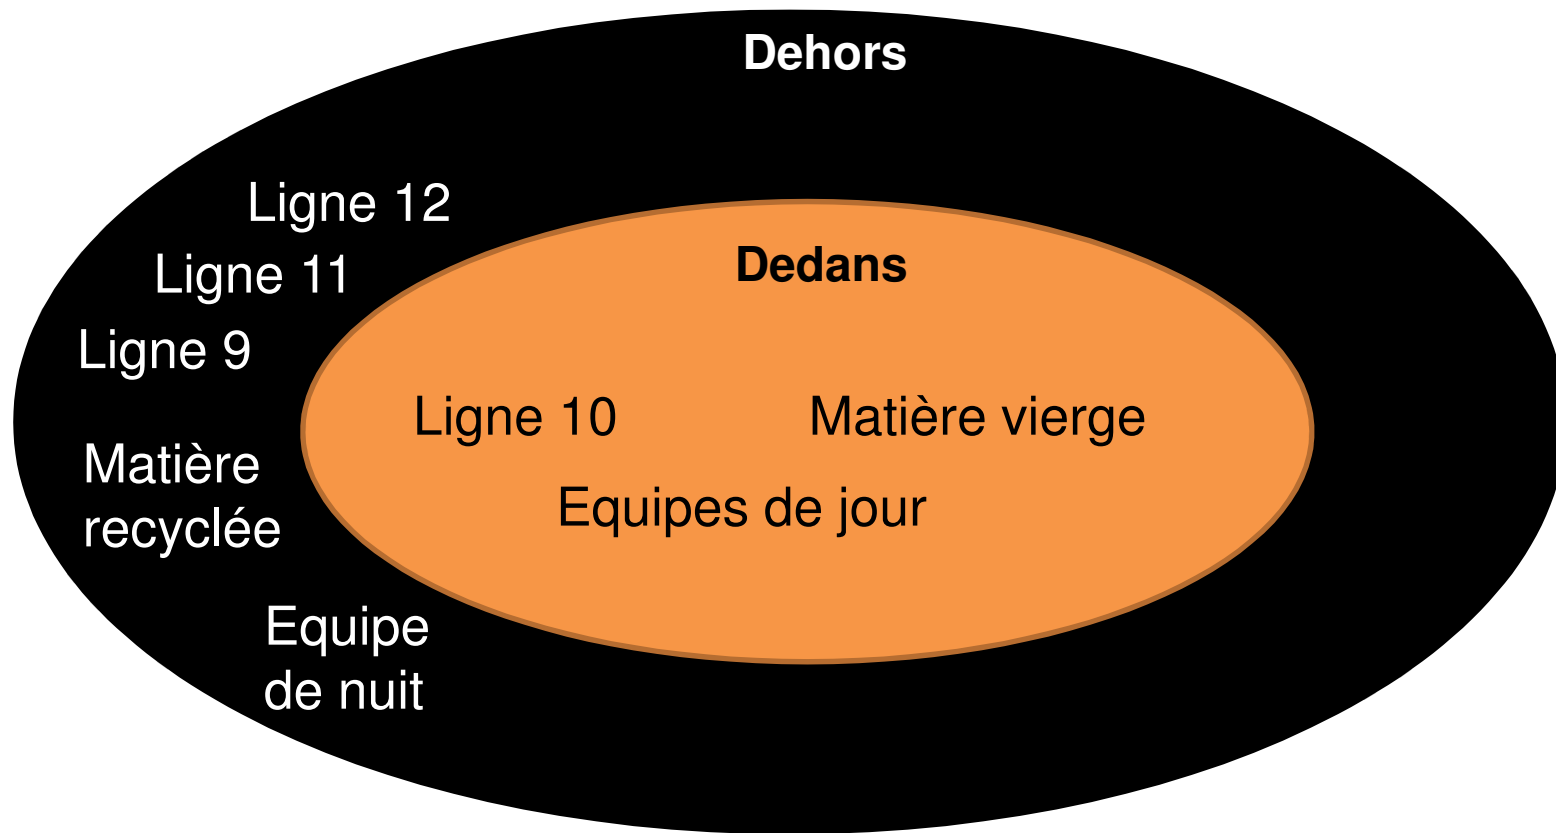 Dehors
Ligne 12
Ligne 11
Ligne 9
Matière
recyclée
Equipe
de nuit
Dedans
Ligne 10
Matière vierge
Equipes de jour